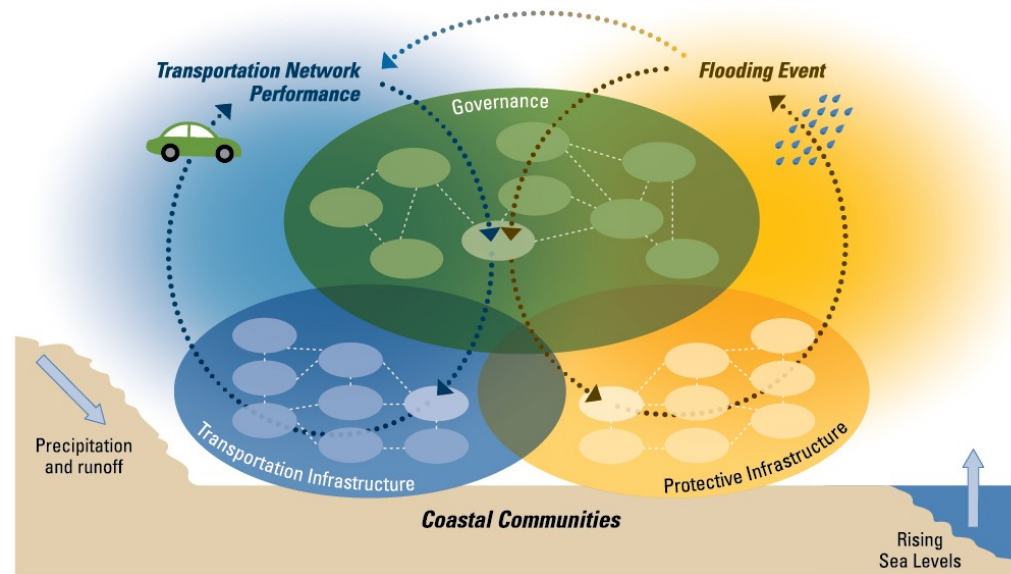 Transportation Network
Performance
Flooding Event
Governance
Transportation Infrastructure
Protective Infrastructure
Precipitation
and runoff
Coastal Communities
Rising
Sea Levels